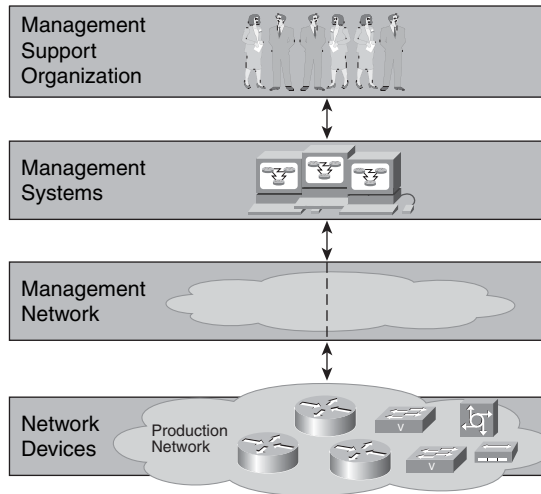 Management
Support
Organization
Management
Systems
Management
Network
Network
Devices
Production
Network
V
V